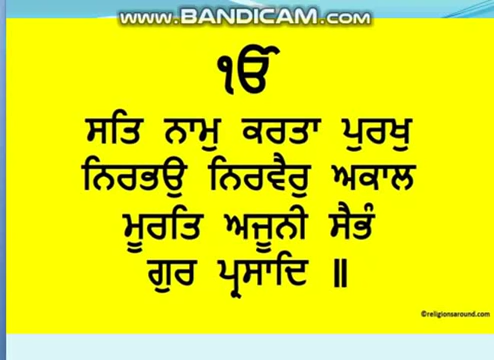 www.BANDICAM.com
ੴ
ਸਤਿ ਨਾਮੁ ਕਰਤਾ ਪੁਰਖੁ
ਨਿਰਭਉ ਨਿਰਵੈਰੁ ਅਕਾਲ
ਮੂਰਤਿ ਅਜੂਨੀ ਸੈਭੰ
ਗੁਰ ਪ੍ਰਸਾਦਿ ॥
©religionsaround.com